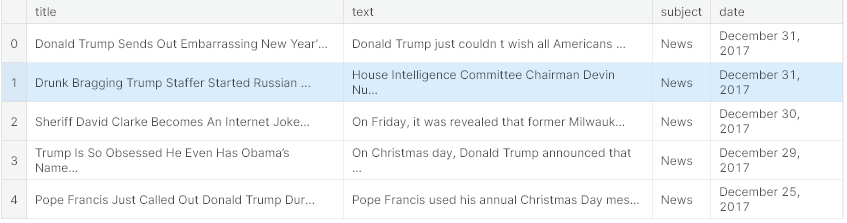 title text subject date
0 Donald Trump Sends Out Embarrassing New Year’... Donald Trump just couldn t wish all Americans ... News December 31,
2017
1 Drunk Bragging Trump Staffer Started Russian ... House Intelligence Committee Chairman Devin
Nu... News December 31,
2017
2 Sheriff David Clarke Becomes An Internet Joke... On Friday, it was revealed that former Milwauk... News December 30,
2017
3 Trump Is So Obsessed He Even Has Obama’s
Name... On Christmas day, Donald Trump announced that
... News December 29,
2017
4 Pope Francis Just Called Out Donald Trump Dur... Pope Francis used his annual Christmas Day mes... News December 25,
2017